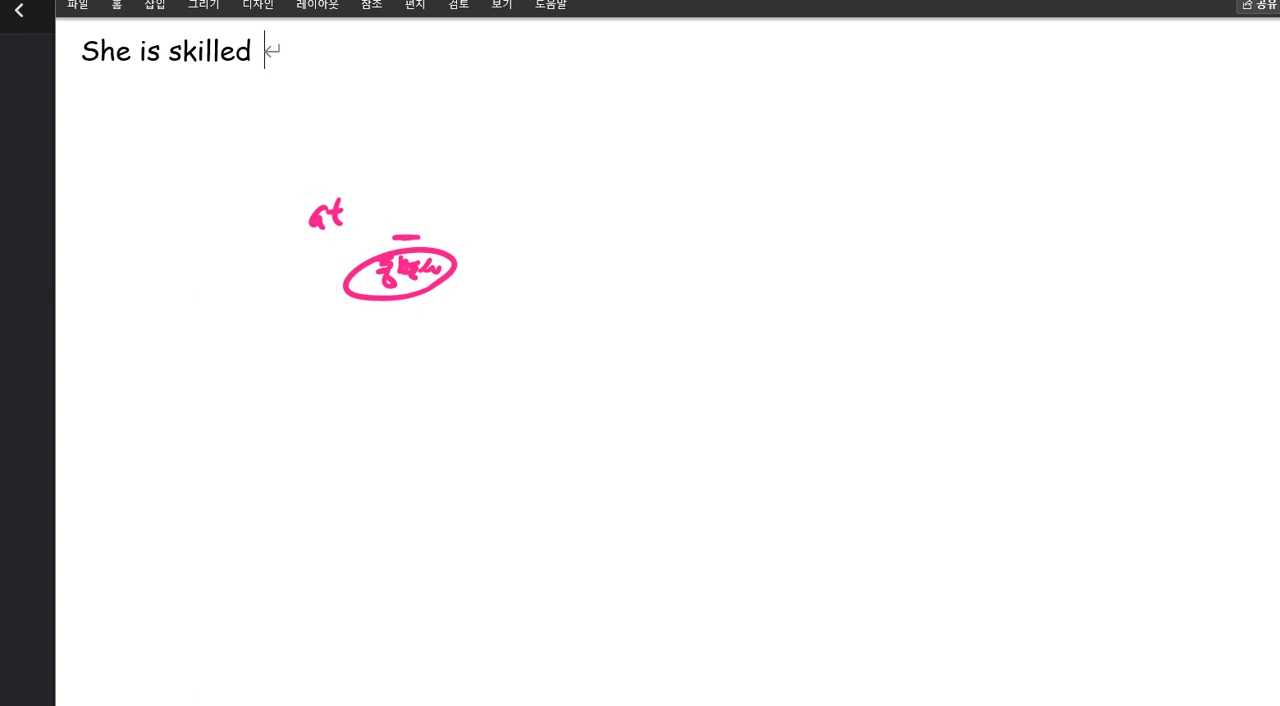 파일 홈 삽입 그리기 디자인 레이아웃 참조 편지 검토 보기 도움말 공유
She is skilled
at